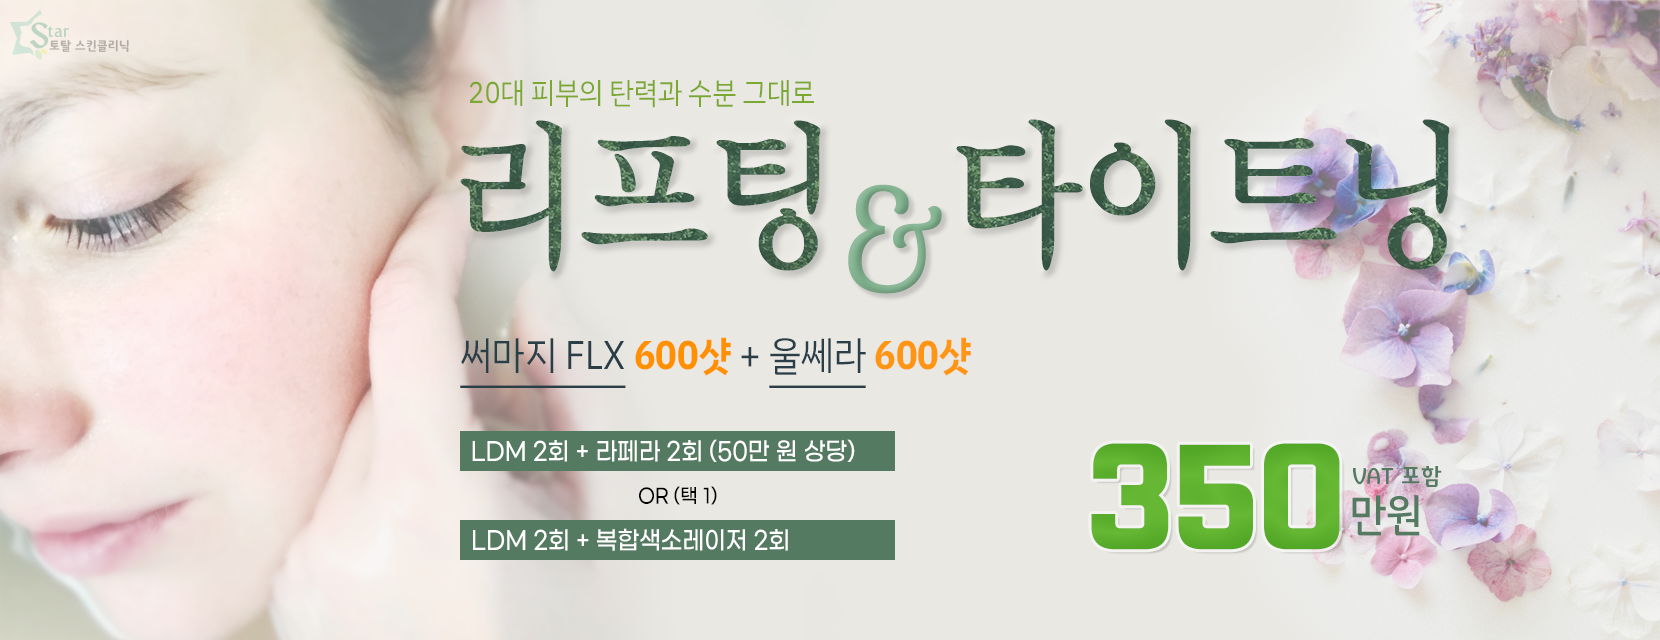 Star
토탈 스킨클리닉
20대 피부의 탄력과 수분 그대로
리프팅&타이트닝
써마지 FLX 600샷 + 울쎄라 600샷
LDM 2회 + 라페라 2회 (50만 원 상당)
OR (택 1)
LDM 2회 + 복합색소레이저 2회
350만원
VAT 포함